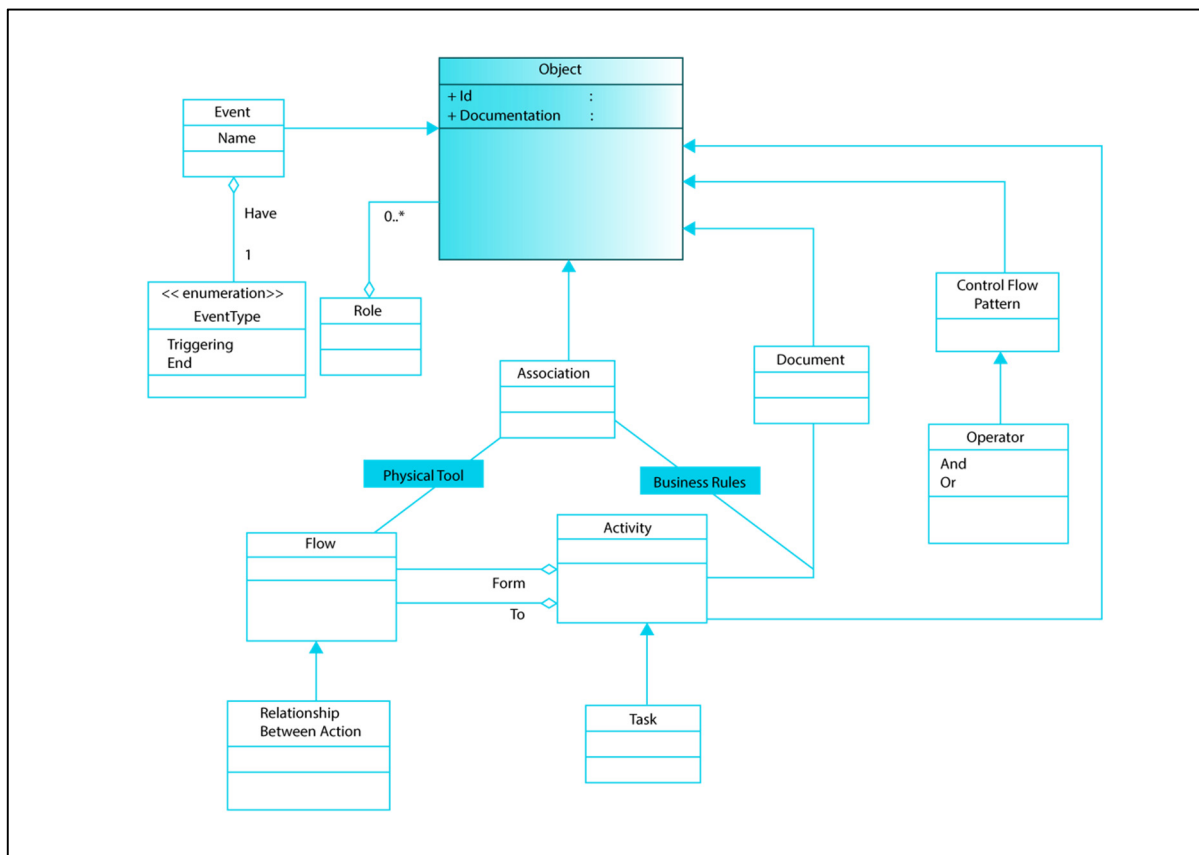 Object
+ Id :
+ Documentation :
Event
Name
Have
1
0..*
<< enumeration>>
EventType
Triggering
End
Role
Association
Document
Control Flow
Pattern
Operator
And
Or
Physical Tool
Business Rules
Flow
Activity
Form
To
Relationship
Between Action
Task